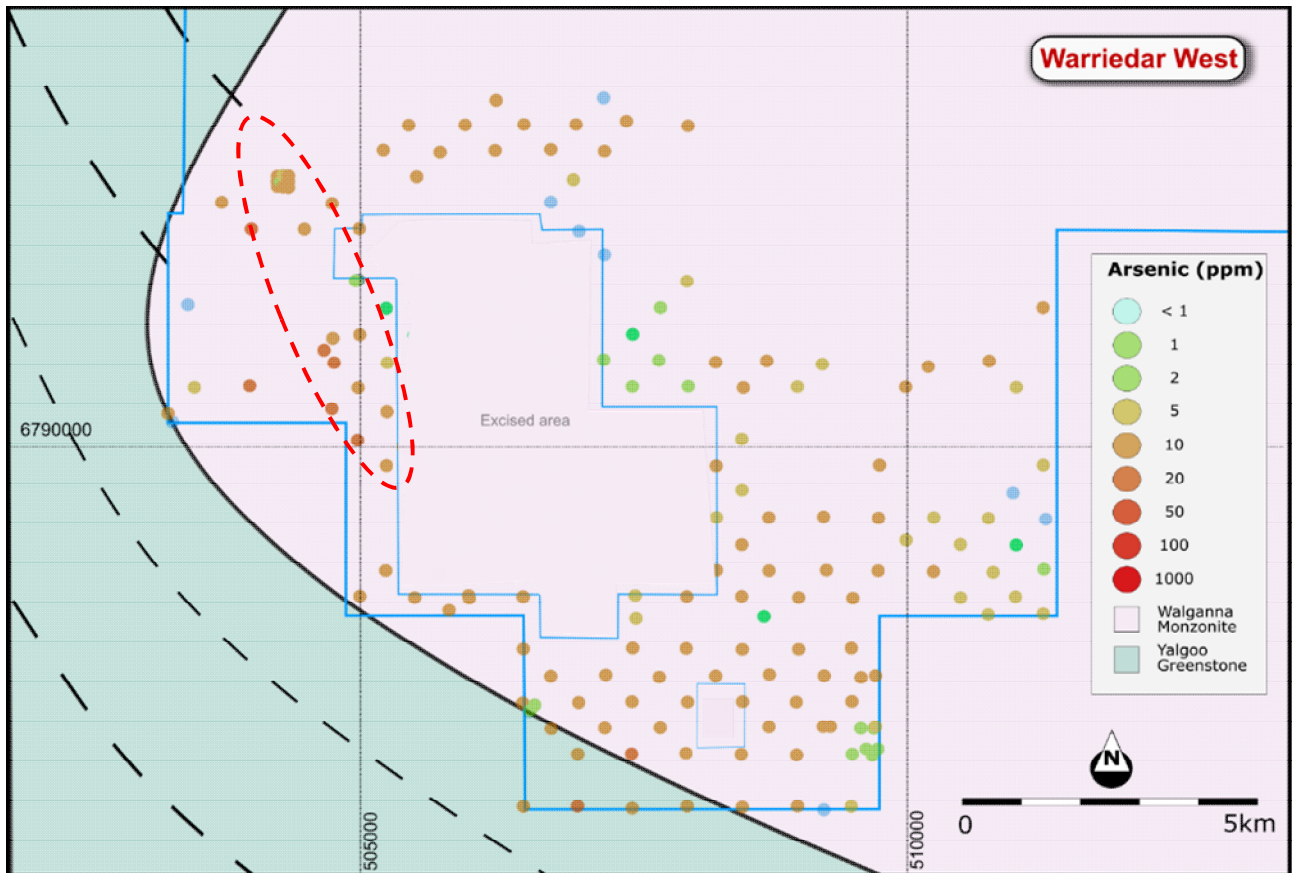 Warriedar West
Arsenic (ppm)
< 1
1
2
5
10
20
50
100
1000
Walganna
Monzonite
Yalgoo
Greenstone
Excised area
6790000
505000
510000
N
0
5km